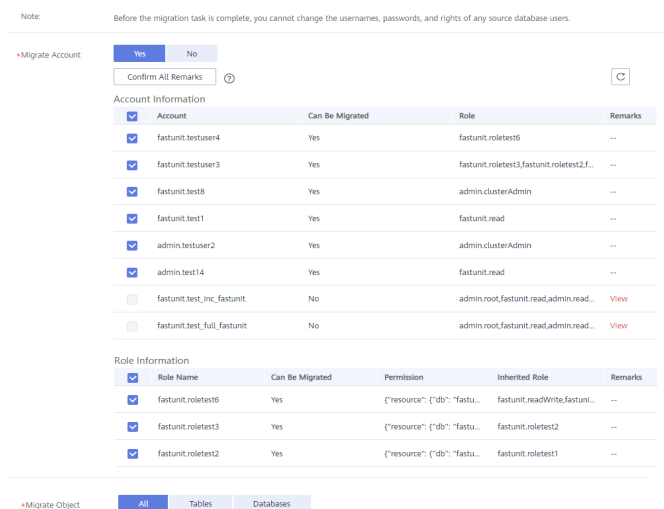 Note: Before the migration task is complete, you cannot change the usernames, passwords, and rights of any source database users.
*Migrate Account Yes No
Confirm All Remarks ?
Account Information
Account Can Be Migrated Role Remarks
fastunit.testuser4 Yes fastunit.roletest6 --
fastunit.testuser3 Yes fastunit.roletest3,fastunit.roletest2,f... --
fastunit.test8 Yes admin.clusterAdmin --
fastunit.test1 Yes fastunit.read --
admin.testuser2 Yes admin.clusterAdmin --
admin.test14 Yes fastunit.read --
fastunit.test_inc_fastunit No admin.root,fastunit.read,admin.read... View
fastunit.test_full_fastunit No admin.root,fastunit.read,admin.read... View
Role Information
Role Name Can Be Migrated Permission Inherited Role Remarks
fastunit.roletest6 Yes {"resource": {"db": "fastu... fastunit.readWrite,fastuni... --
fastunit.roletest3 Yes {"resource": {"db": "fastu... fastunit.roletest2 --
fastunit.roletest2 Yes {"resource": {"db": "fastu... fastunit.roletest1 --
*Migrate Object All Tables Databases